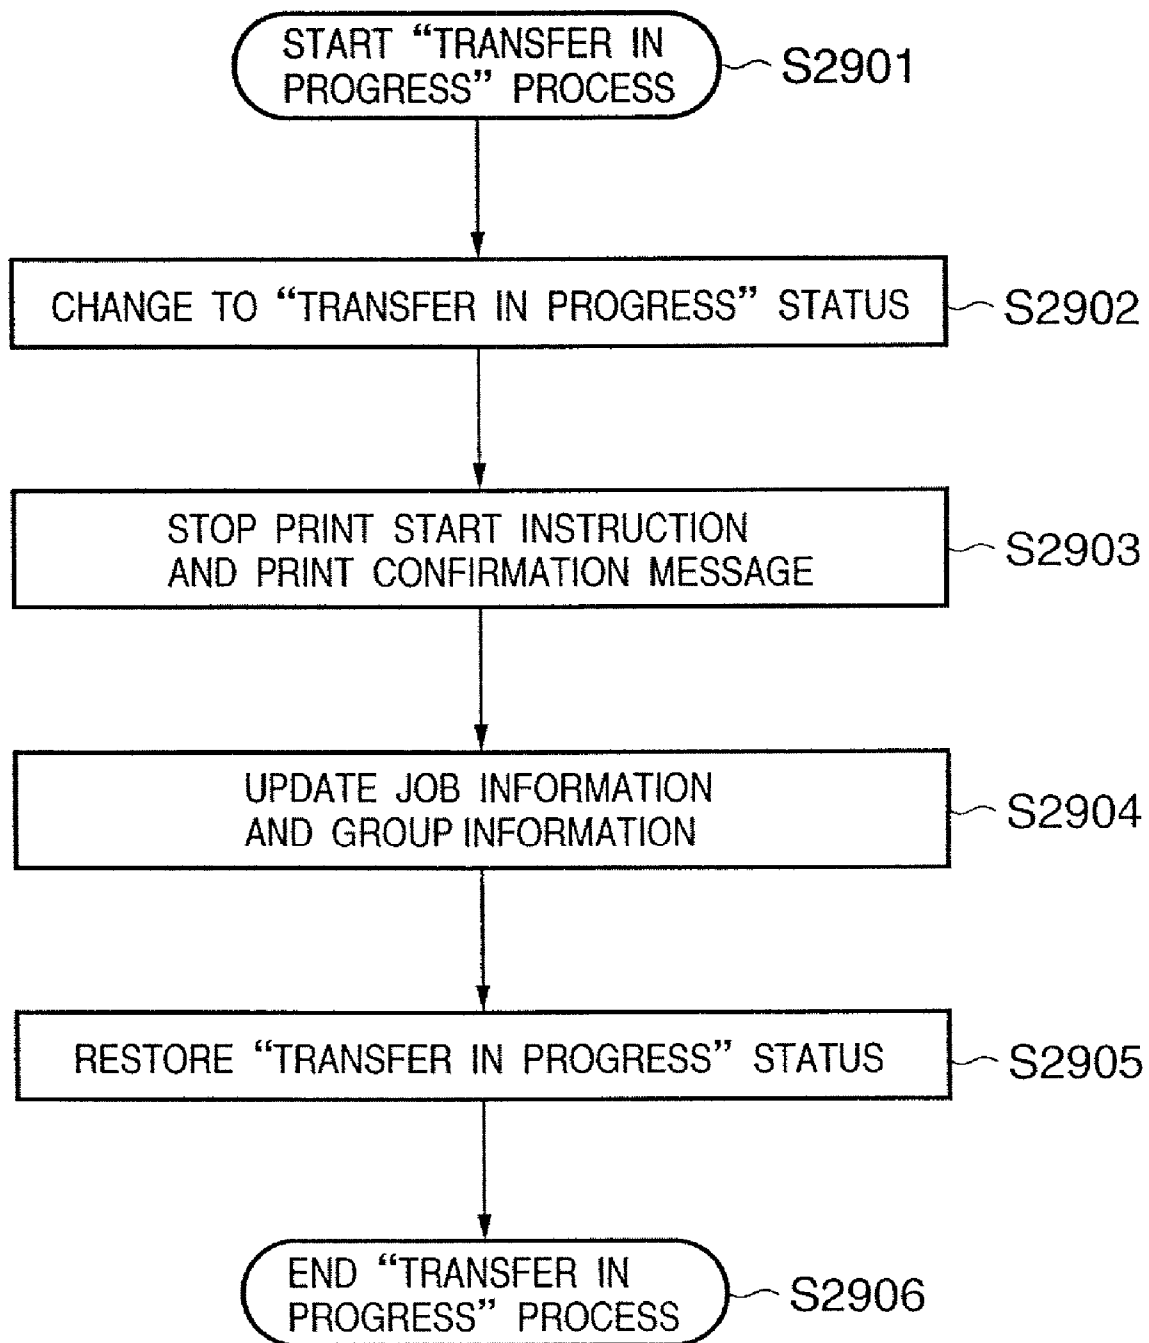 START “TRANSFER IN
PROGRESS” PROCESS
S2901
CHANGE TO “TRANSFER IN PROGRESS” STATUS
S2902
STOP PRINT START INSTRUCTION
AND PRINT CONFIRMATION MESSAGE
S2903
UPDATE JOB INFORMATION
AND GROUP INFORMATION
S2904
RESTORE “TRANSFER IN PROGRESS” STATUS
S2905
END “TRANSFER IN
PROGRESS” PROCESS
S2906